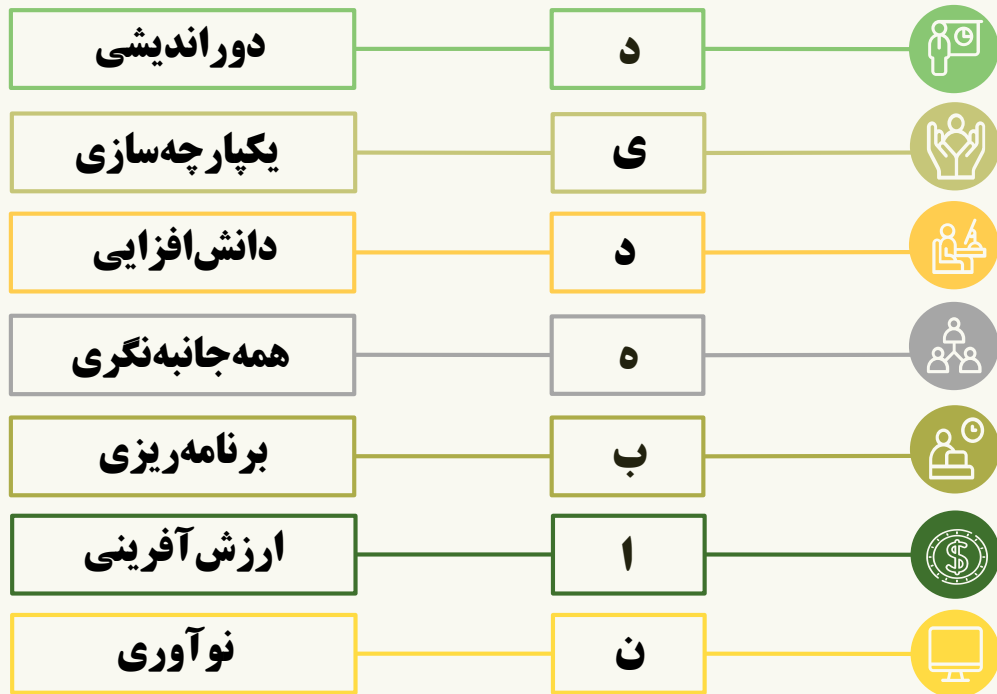 د دوراندیشی
ی یکپارچه‌سازی
د دانش‌افزایی
ه همه‌جانبه‌نگری
ب برنامه‌ریزی
ا ارزش‌آفرینی
ن نوآوری